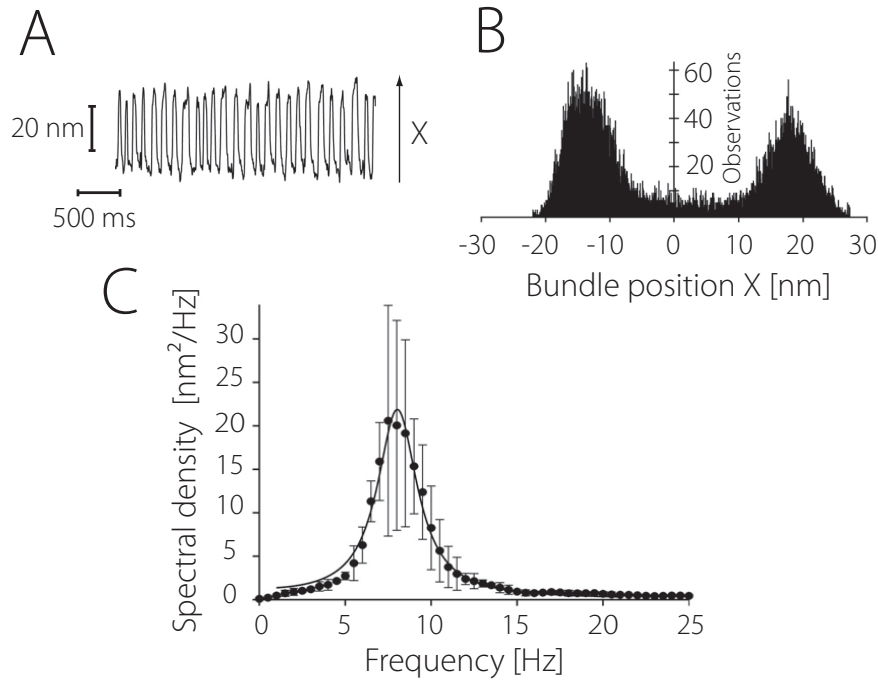 A
20 nm
X
500 ms
B
Observations
60
40
20
-30 -20 -10 0 10 20 30
Bundle position X [nm]
C
Spectral density [nm²/Hz]
30
25
20
15
10
5
0
0 5 10 15 20 25
Frequency [Hz]